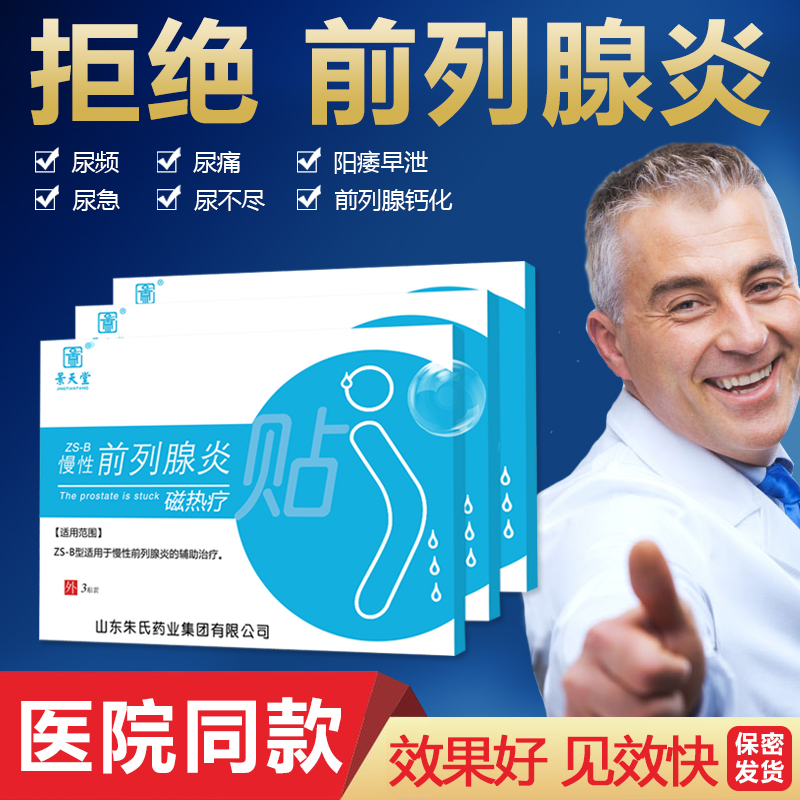 拒绝 前列腺炎
尿频 尿痛 阳痿早泄
尿急 尿不尽 前列腺钙化
景天堂
JINGTIANTANG
ZS-B
慢性 前列腺炎 贴
The prostate is stuck 磁热疗
【适用范围】
ZS-B型适用于慢性前列腺炎的辅助治疗。
外 3贴装
山东朱氏药业集团有限公司
医院同款
效果好 见效快
保密
发货